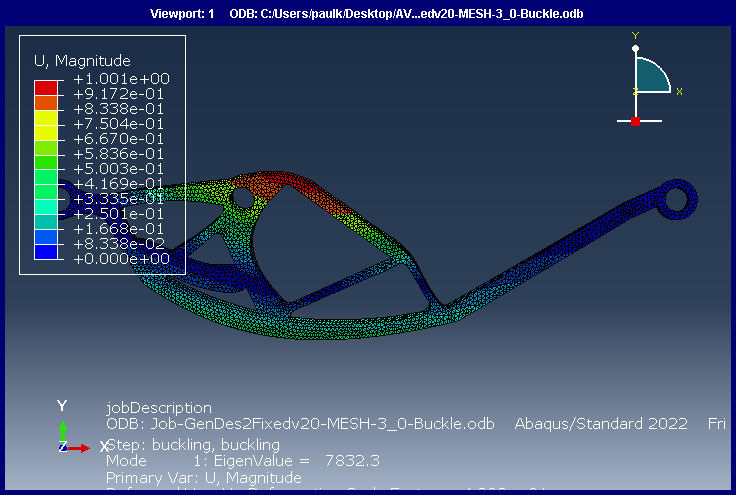 Viewport: 1 ODB: C:/Users/paulk/Desktop/AV...edv20-MESH-3_0-Buckle.odb
U, Magnitude
+1.001e+00
+9.172e-01
+8.338e-01
+7.504e-01
+6.670e-01
+5.836e-01
+5.003e-01
+4.169e-01
+3.335e-01
+2.501e-01
+1.668e-01
+8.338e-02
+0.000e+00
Y
X
Z
Y
X
Z
jobDescription
ODB: Job-GenDes2Fixedv20-MESH-3_0-Buckle.odb Abaqus/Standard 2022 Fri
Step: buckling, buckling
Mode 1: EigenValue = 7832.3
Primary Var: U, Magnitude